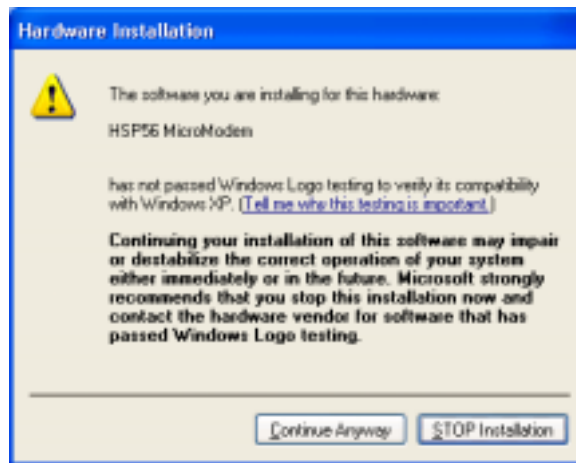 Hardware Installation
The software you are installing for this hardware:
HSP56 MicroModem
has not passed Windows Logo testing to verify its compatibility
with Windows XP. (Tell me why this testing is important.)
Continuing your installation of this software may impair
or destabilize the correct operation of your system
either immediately or in the future. Microsoft strongly
recommends that you stop this installation now and
contact the hardware vendor for software that has
passed Windows Logo testing.
Continue Anyway
STOP Installation